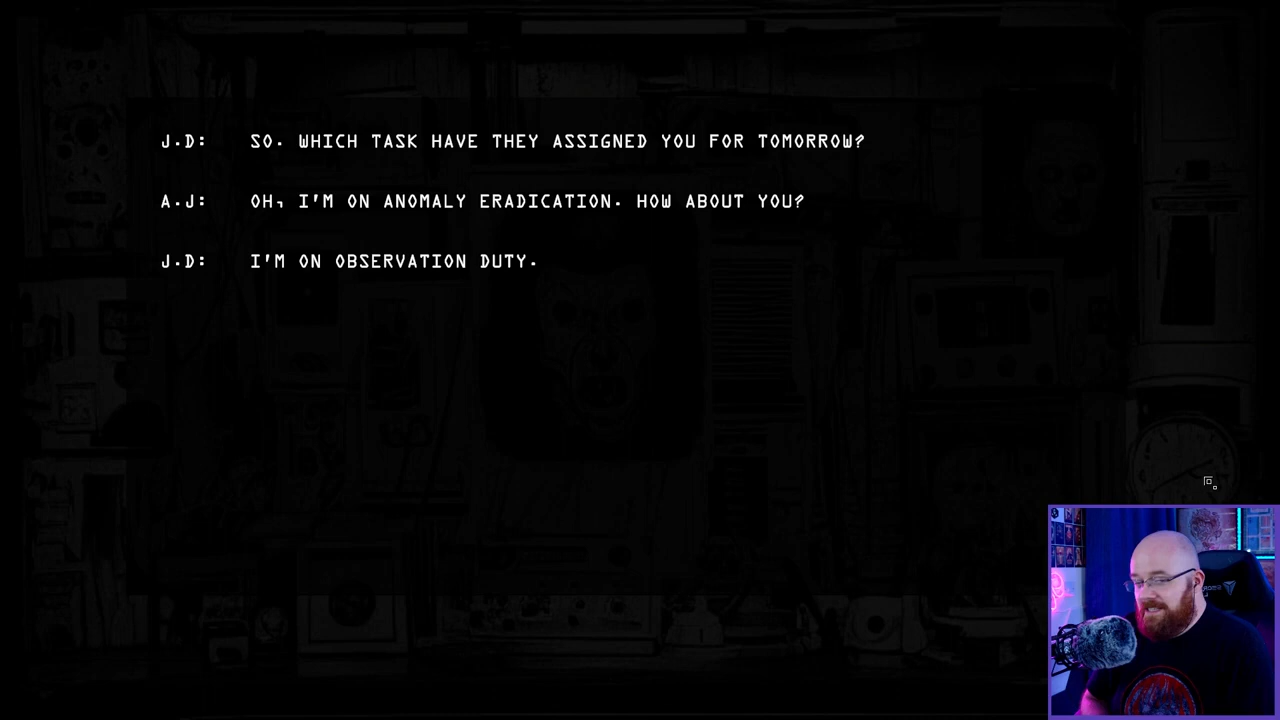 J.D: SO. WHICH TASK HAVE THEY ASSIGNED YOU FOR TOMORROW?
A.J: OH, I'M ON ANOMALY ERADICATION. HOW ABOUT YOU?
J.D: I'M ON OBSERVATION DUTY.